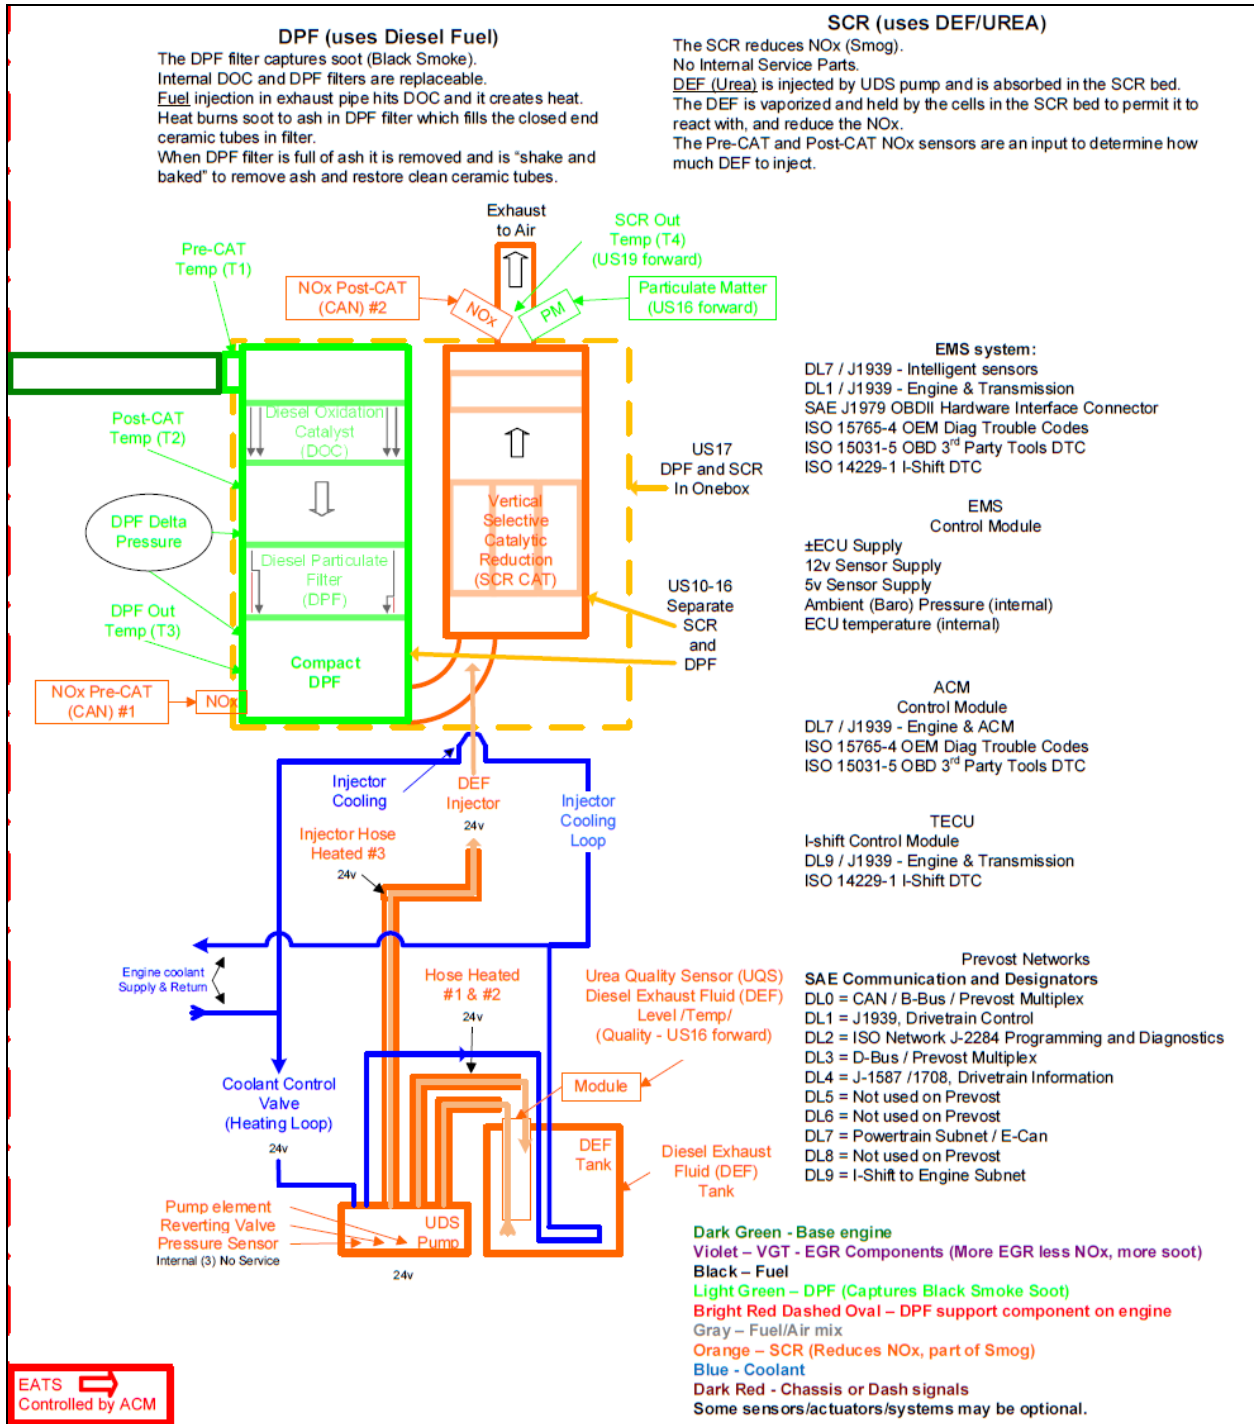 DPF (uses Diesel Fuel)
The DPF filter captures soot (Black Smoke).
Internal DOC and DPF filters are replaceable.
Fuel injection in exhaust pipe hits DOC and it creates heat.
Heat burns soot to ash in DPF filter which fills the closed end
ceramic tubes in filter.
When DPF filter is full of ash it is removed and is “shake and
baked” to remove ash and restore clean ceramic tubes.
SCR (uses DEF/UREA)
The SCR reduces NOx (Smog).
No Internal Service Parts.
DEF (Urea) is injected by UDS pump and is absorbed in the SCR bed.
The DEF is vaporized and held by the cells in the SCR bed to permit it to
react with, and reduce the NOx.
The Pre-CAT and Post-CAT NOx sensors are an input to determine how
much DEF to inject.
Exhaust
to Air
SCR Out
Temp (T4)
(US19 forward)
Pre-CAT
Temp (T1)
NOx Post-CAT
(CAN) #2
NOx
PM
Particulate Matter
(US16 forward)
Post-CAT
Temp (T2)
Diesel Oxidation
Catalyst
(DOC)
DPF Delta
Pressure
Diesel Particulate
Filter
(DPF)
DPF Out
Temp (T3)
Compact
DPF
NOx Pre-CAT
(CAN) #1
NOx
Vertical
Selective
Catalytic
Reduction
(SCR CAT)
US17
DPF and SCR
In Onebox
US10-16
Separate
SCR
and
DPF
EMS system:
DL7 / J1939 - Intelligent sensors
DL1 / J1939 - Engine & Transmission
SAE J1979 OBDII Hardware Interface Connector
ISO 15765-4 OEM Diag Trouble Codes
ISO 15031-5 OBD 3rd Party Tools DTC
ISO 14229-1 I-Shift DTC
EMS
Control Module
±ECU Supply
12v Sensor Supply
5v Sensor Supply
Ambient (Baro) Pressure (internal)
ECU temperature (internal)
ACM
Control Module
DL7 / J1939 - Engine & ACM
ISO 15765-4 OEM Diag Trouble Codes
ISO 15031-5 OBD 3rd Party Tools DTC
TECU
I-shift Control Module
DL9 / J1939 - Engine & Transmission
ISO 14229-1 I-Shift DTC
Injector
Cooling
DEF
Injector
24v
Injector
Cooling
Loop
Injector Hose
Heated #3
24v
Engine coolant
Supply & Return
Hose Heated
#1 & #2
24v
Urea Quality Sensor (UQS)
Diesel Exhaust Fluid (DEF)
Level /Temp/
(Quality - US16 forward)
Module
Coolant Control
Valve
(Heating Loop)
24v
DEF
Tank
Diesel Exhaust
Fluid (DEF)
Tank
Pump element
Reverting Valve
Pressure Sensor
Internal (3) No Service
UDS
Pump
24v
Prevost Networks
SAE Communication and Designators
DL0 = CAN / B-Bus / Prevost Multiplex
DL1 = J1939, Drivetrain Control
DL2 = ISO Network J-2284 Programming and Diagnostics
DL3 = D-Bus / Prevost Multiplex
DL4 = J-1587 /1708, Drivetrain Information
DL5 = Not used on Prevost
DL6 = Not used on Prevost
DL7 = Powertrain Subnet / E-Can
DL8 = Not used on Prevost
DL9 = I-Shift to Engine Subnet
Dark Green - Base engine
Violet – VGT - EGR Components (More EGR less NOx, more soot)
Black – Fuel
Light Green – DPF (Captures Black Smoke Soot)
Bright Red Dashed Oval – DPF support component on engine
Gray – Fuel/Air mix
Orange – SCR (Reduces NOx, part of Smog)
Blue - Coolant
Dark Red - Chassis or Dash signals
Some sensors/actuators/systems may be optional.
EATS
Controlled by ACM